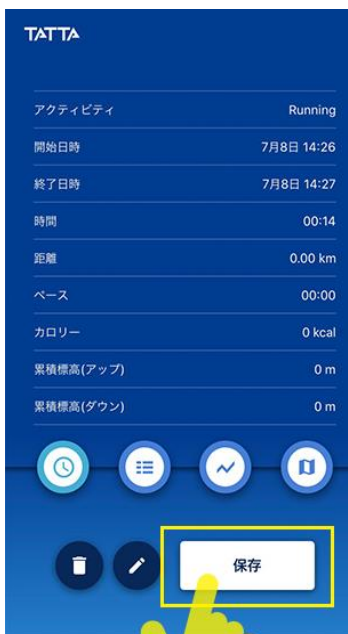 TATTA
アクティビティ Running
開始日時 7月8日 14:26
終了日時 7月8日 14:27
時間 00:14
距離 0.00 km
ペース 00:00
カロリー 0 kcal
累積標高(アップ) 0 m
累積標高(ダウン) 0 m
保存